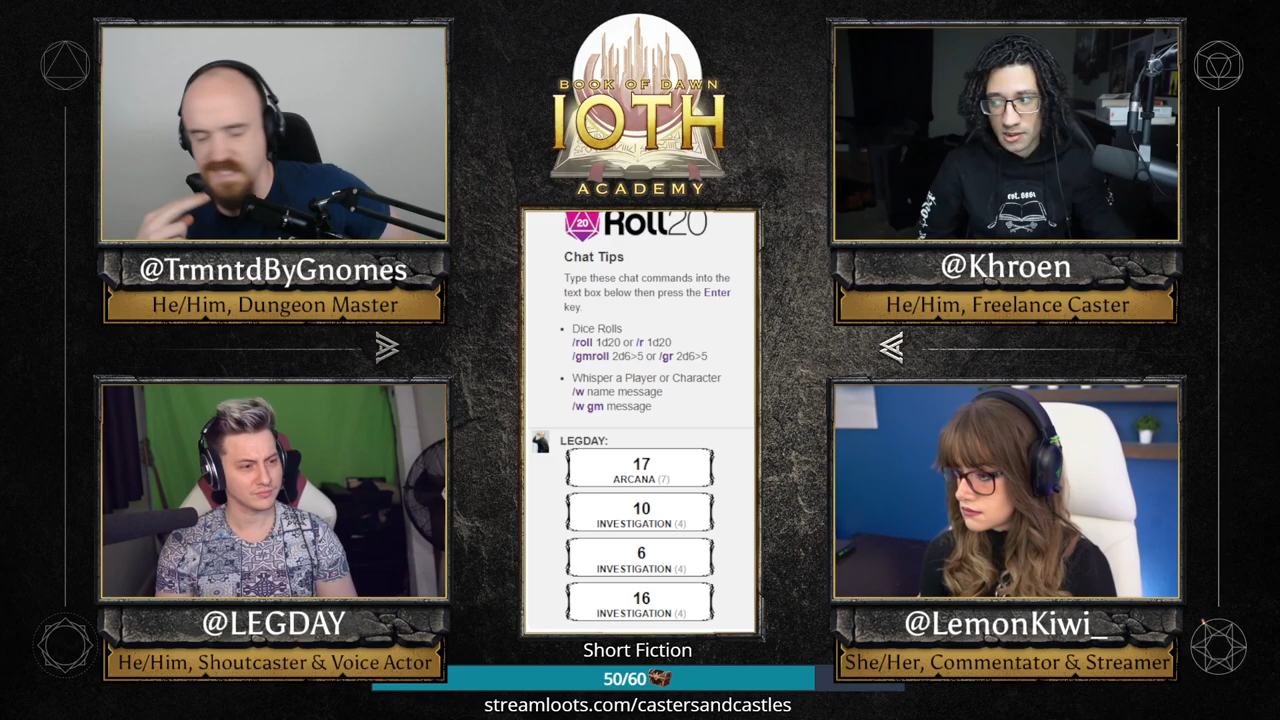 BOOK OF DAWN
IOTH
ACADEMY
@TrmntdByGnomes
He/Him, Dungeon Master
@Khroen
He/Him, Freelance Caster
est. 6664
20
Roll20
Chat Tips
Type these chat commands into the
text box below then press the Enter
key.
• Dice Rolls
/roll 1d20 or /r 1d20
/gmroll 2d6>5 or /gr 2d6>5
• Whisper a Player or Character
/w name message
/w gm message
LEGDAY:
17
ARCANA (7)
10
INVESTIGATION (4)
6
INVESTIGATION (4)
16
INVESTIGATION (4)
@LEGDAY
He/Him, Shoutcaster & Voice Actor
@LemonKiwi_
She/Her, Commentator & Streamer
Short Fiction
50/60
streamloots.com/castersandcastles